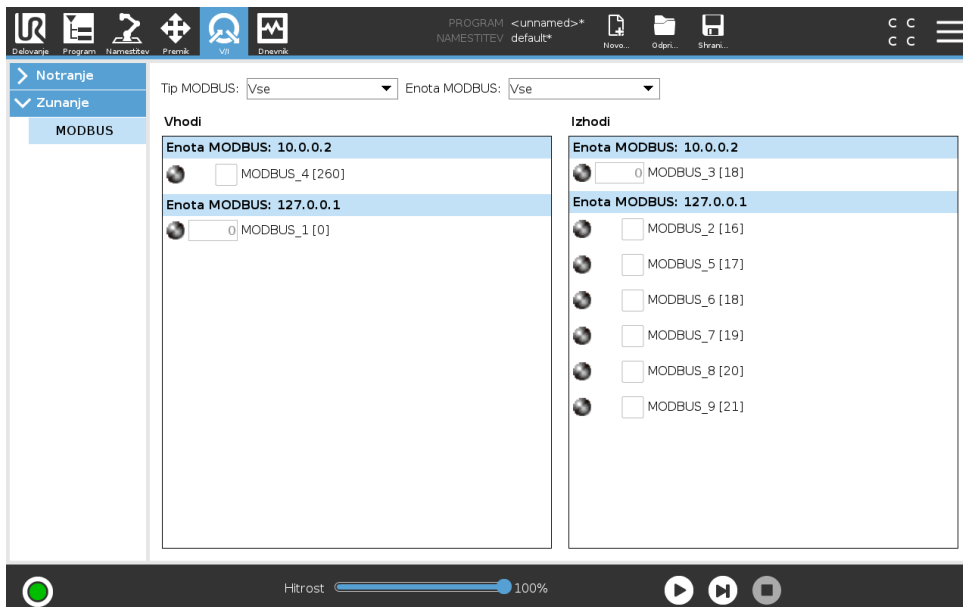 PROGRAM <unnamed>*
NAMESTITEV default*
UR
Delovanje Program Namestitev Premik V/I Dnevnik Novo... Odpri... Shrani...
C C
C C
Notranje
Zunanje
MODBUS
Tip MODBUS: Vse Enota MODBUS: Vse
Vhodi
Enota MODBUS: 10.0.0.2
MODBUS_4 [260]
Enota MODBUS: 127.0.0.1
0 MODBUS_1 [0]
Izhodi
Enota MODBUS: 10.0.0.2
0 MODBUS_3 [18]
Enota MODBUS: 127.0.0.1
MODBUS_2 [16]
MODBUS_5 [17]
MODBUS_6 [18]
MODBUS_7 [19]
MODBUS_8 [20]
MODBUS_9 [21]
Hitrost 100%